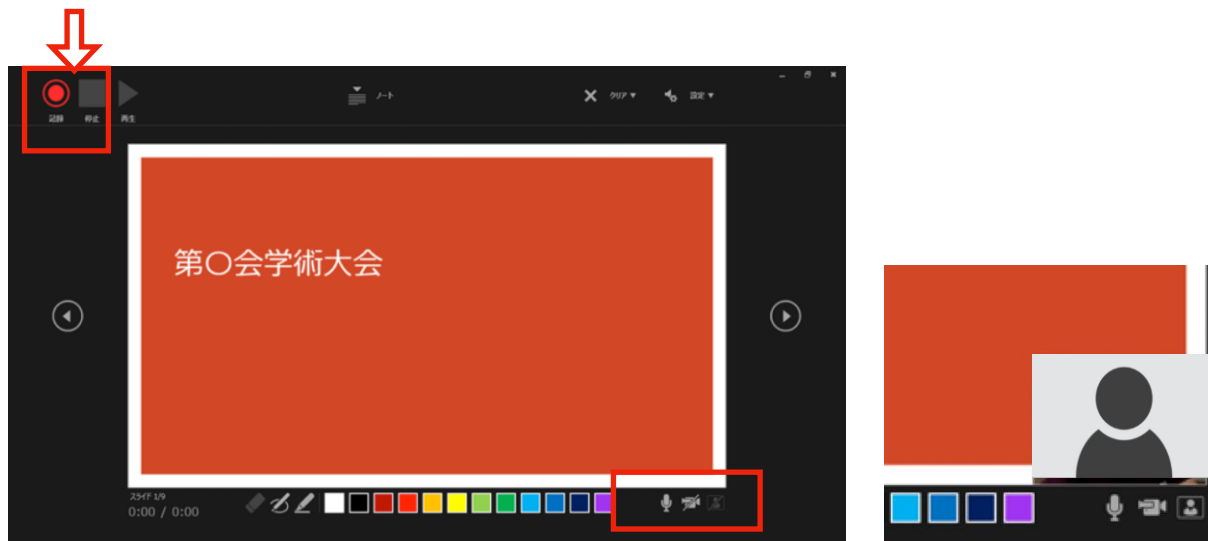 記録 停止 再生
ノート
クリア▼ 設定▼
第〇会学術大会
スライド 1/9
0:00 / 0:00